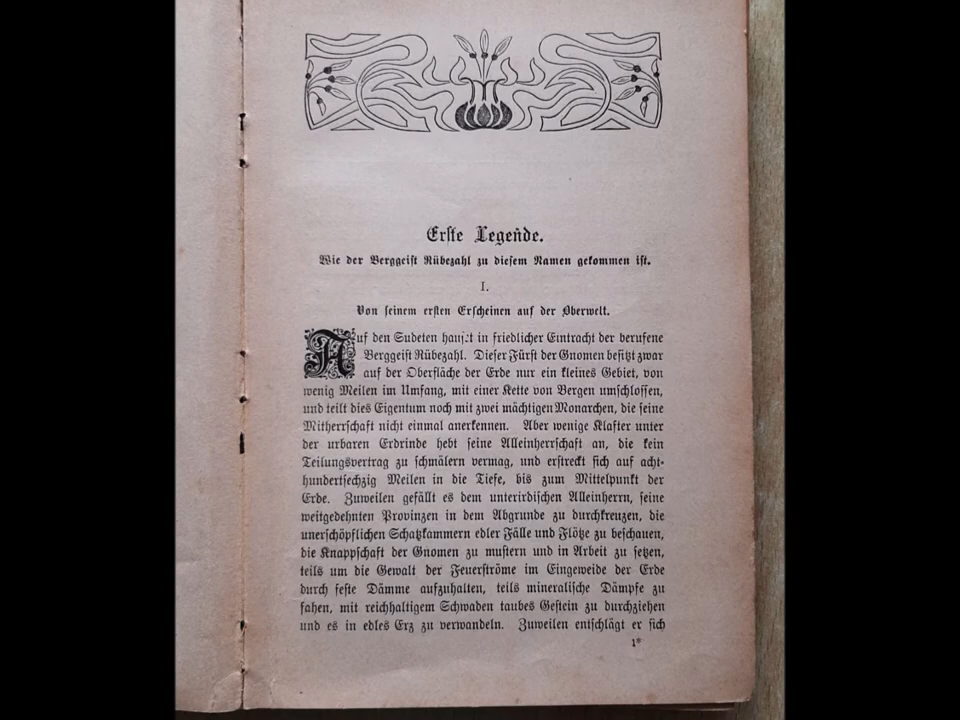 Erste Legende.
Wie der Berggeist Rübezahl zu diesem Namen gekommen ist.
I.
Von seinem ersten Erscheinen auf der Oberwelt.
Auf den Sudeten hauset in friedlicher Eintracht der berufene
Berggeist Rübezahl. Dieser Fürst der Gnomen besitzt zwar
auf der Oberfläche der Erde nur ein kleines Gebiet, von
wenig Meilen im Umfang, mit einer Kette von Bergen umschlossen,
und teilt dies Eigentum noch mit zwei mächtigen Monarchen, die seine
Mitherrschaft nicht einmal anerkennen. Aber wenige Klafter unter
der urbaren Erdrinde hebt seine Alleinherrschaft an, die kein
Teilungsvertrag zu schmälern vermag, und erstreckt sich auf acht-
hundertsechzig Meilen in die Tiefe, bis zum Mittelpunkt der
Erde. Zuweilen gefällt es dem unterirdischen Alleinherrn, seine
weitgedehnten Provinzen in dem Abgrunde zu durchkreuzen, die
unerschöpflichen Schatzkammern edler Fälle und Flötze zu beschauen,
die Knappschaft der Gnomen zu mustern und in Arbeit zu setzen,
teils um die Gewalt der Feuerströme im Eingeweide der Erde
durch feste Dämme aufzuhalten, teils mineralische Dämpfe zu
fahen, mit reichhaltigem Schwaden taubes Gestein zu durchziehen
und es in edles Erz zu verwandeln. Zuweilen entschlägt er sich
1*